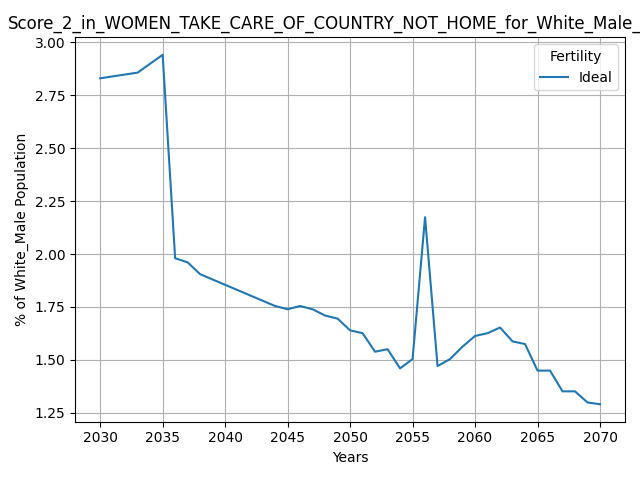 Score_2_in_WOMEN_TAKE_CARE_OF_COUNTRY_NOT_HOME_for_White_Male_
Fertility
Ideal
% of White_Male Population
3.00
2.75
2.50
2.25
2.00
1.75
1.50
1.25
2030 2035 2040 2045 2050 2055 2060 2065 2070
Years